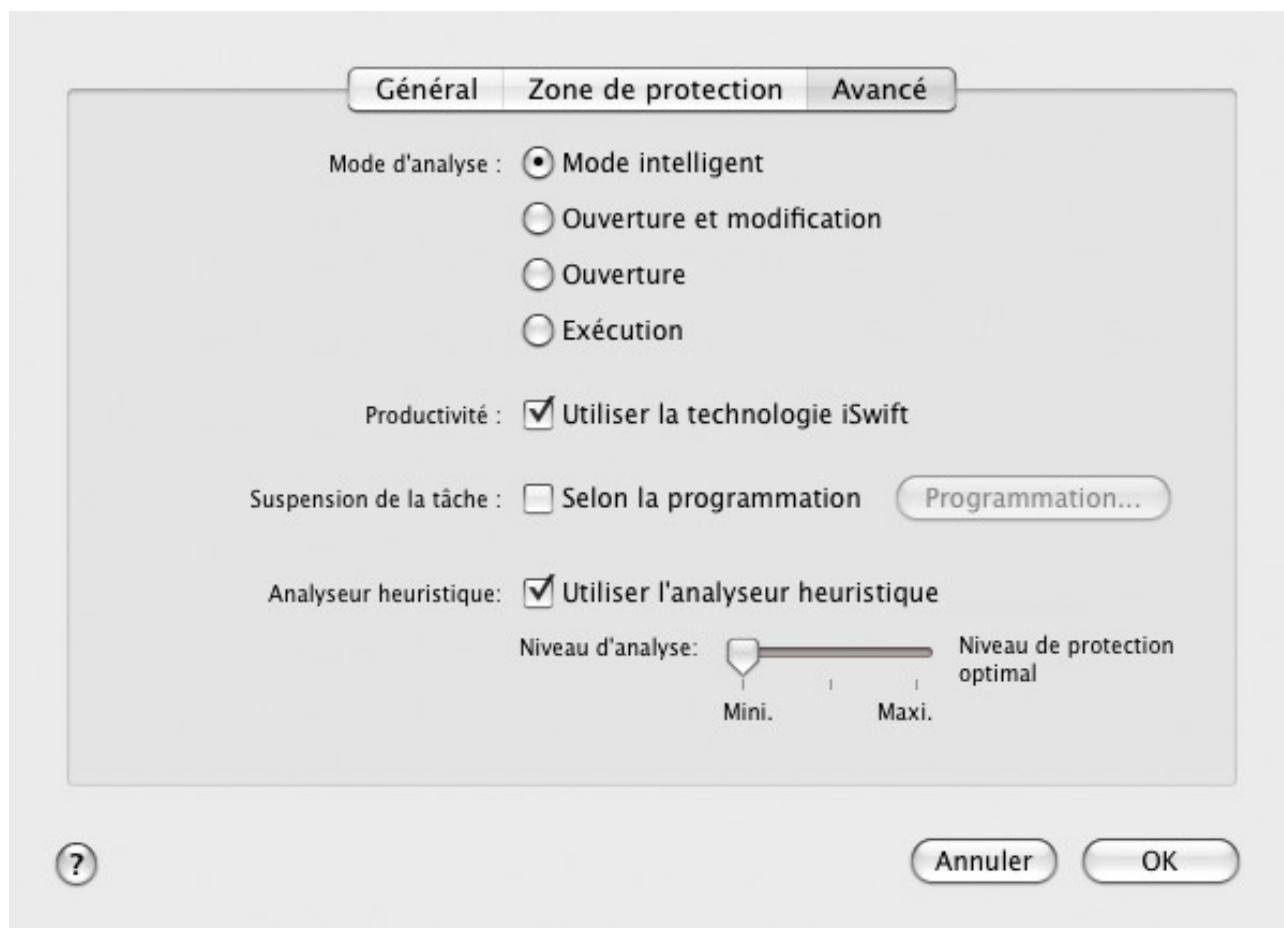 Général Zone de protection Avancé
Mode d'analyse : Mode intelligent
Ouverture et modification
Ouverture
Exécution
Productivité : Utiliser la technologie iSwift
Suspension de la tâche : Selon la programmation Programmation...
Analyseur heuristique: Utiliser l'analyseur heuristique
Niveau d'analyse: Niveau de protection
optimal
Mini. Maxi.
? Annuler OK